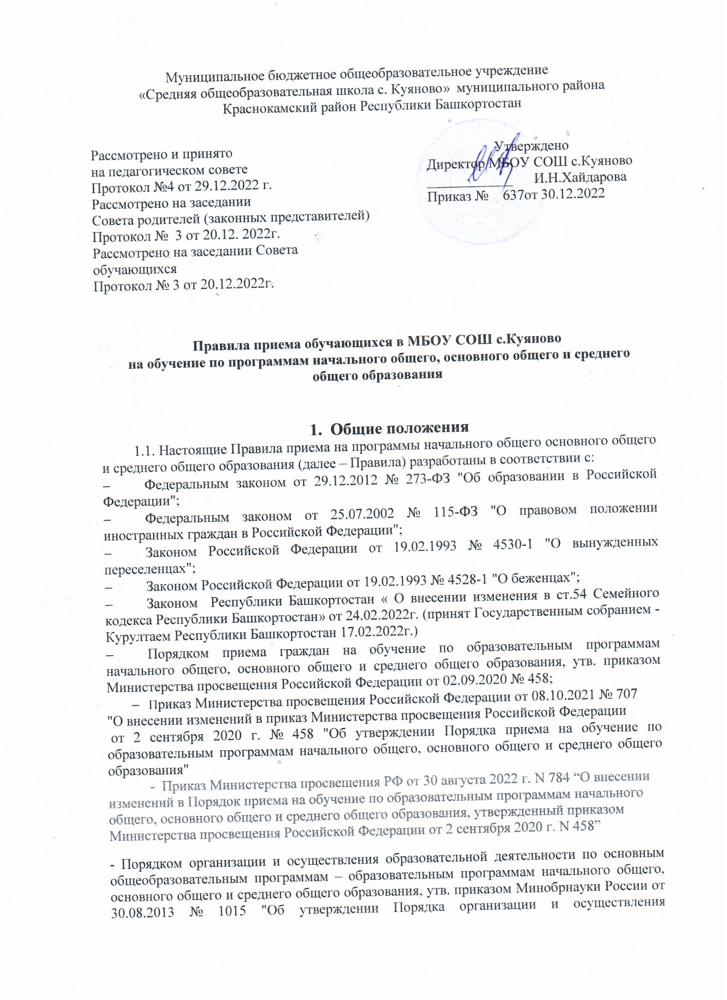 Муниципальное бюджетное общеобразовательное учреждение
«Средняя общеобразовательная школа с. Куяново»  муниципального района
Краснокамский район Республики Башкортостан
Рассмотрено и принято
на педагогическом совете
Протокол №4 от 29.12.2022 г.
Рассмотрено на заседании
Совета родителей (законных представителей)
Протокол №  3 от 20.12. 2022г.
Рассмотрено на заседании Совета
обучающихся
Протокол № 3 от 20.12.2022г.
Утверждено
Директор МБОУ СОШ с.Куяново
____________ И.Н.Хайдарова
Приказ №    637от 30.12.2022
Правила приема обучающихся в МБОУ СОШ с.Куяново
на обучение по программам начального общего, основного общего и среднего
общего образования
1.  Общие положения
1.1. Настоящие Правила приема на программы начального общего основного общего
и среднего общего образования (далее – Правила) разработаны в соответствии с:
– Федеральным законом от 29.12.2012 № 273-ФЗ "Об образовании в Российской
Федерации";
– Федеральным законом от 25.07.2002 № 115-ФЗ "О правовом положении
иностранных граждан в Российской Федерации";
– Законом Российской Федерации от 19.02.1993 № 4530-1 "О вынужденных
переселенцах";
– Законом Российской Федерации от 19.02.1993 № 4528-1 "О беженцах";
– Законом  Республики Башкортостан « О внесении изменения в ст.54 Семейного
кодекса Республики Башкортостан» от 24.02.2022г. (принят Государственным собранием -
Курултаем Республики Башкортостан 17.02.2022г.)
– Порядком приема граждан на обучение по образовательным программам
начального общего, основного общего и среднего общего образования, утв. приказом
Министерства просвещения Российской Федерации от 02.09.2020 № 458;
– Приказ Министерства просвещения Российской Федерации от 08.10.2021 № 707
"О внесении изменений в приказ Министерства просвещения Российской Федерации
от 2 сентября 2020 г. № 458 "Об утверждении Порядка приема на обучение по
образовательным программам начального общего, основного общего и среднего общего
образования"
- Приказ Министерства просвещения РФ от 30 августа 2022 г. N 784 “О внесении
изменений в Порядок приема на обучение по образовательным программам начального
общего, основного общего и среднего общего образования, утвержденный приказом
Министерства просвещения Российской Федерации от 2 сентября 2020 г. N 458”
- Порядком организации и осуществления образовательной деятельности по основным
общеобразовательным программам – образовательным программам начального общего,
основного общего и среднего общего образования, утв. приказом Минобрнауки России от
30.08.2013 № 1015 "Об утверждении Порядка организации и осуществления